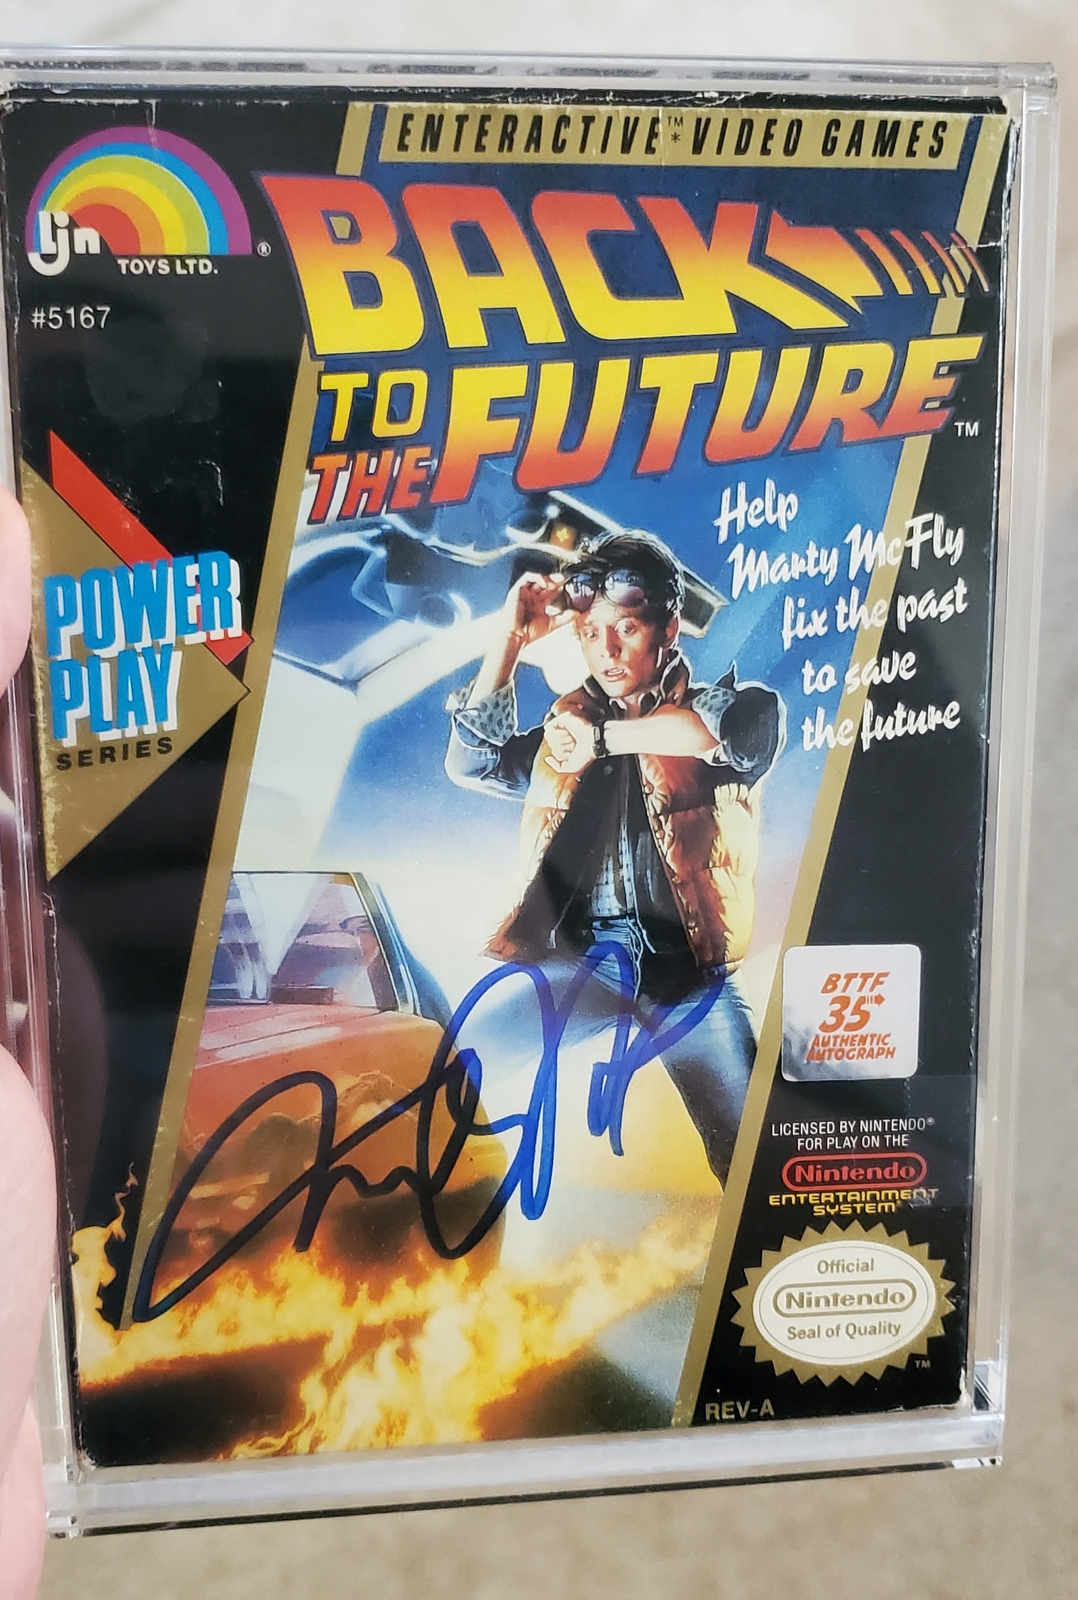 ENTERACTIVE™* VIDEO GAMES
ljn
TOYS LTD.®
#5167
BACK
TO
THE FUTURE™
Help
Marty McFly
fix the past
to save
the future
POWER
PLAY
SERIES
BTTF
35
AUTHENTIC
AUTOGRAPH
LICENSED BY NINTENDO®
FOR PLAY ON THE
Nintendo
ENTERTAINMENT
SYSTEM®
Official
Nintendo
Seal of Quality
™
REV-A